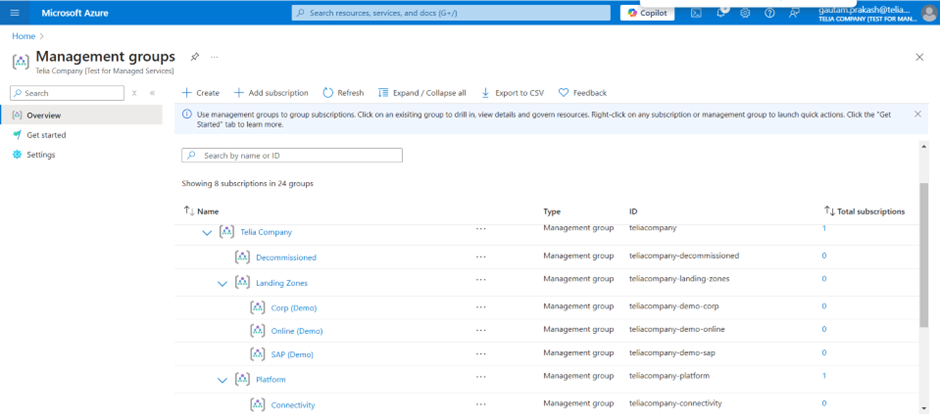 Microsoft Azure
Search resources, services, and docs (G+/)
Copilot
gautam.prakash@telia...
TELIA COMPANY (TEST FOR MAN...
Home
Management groups
...
Telia Company [Test for Managed Services]
Search
Create
Add subscription
Refresh
Expand / Collapse all
Export to CSV
Feedback
Overview
Get started
Settings
Use management groups to group subscriptions. Click on an exisiting group to drill in, view details and govern resources. Right-click on any subscription or management group to launch quick actions. Click the "Get
Started" tab to learn more.
Search by name or ID
Showing 8 subscriptions in 24 groups
Name Type ID Total subscriptions
Telia Company ... Management group teliacompany 1
Decommissioned ... Management group teliacompany-decommissioned 0
Landing Zones ... Management group teliacompany-landing-zones 0
Corp (Demo) ... Management group teliacompany-demo-corp 0
Online (Demo) ... Management group teliacompany-demo-online 0
SAP (Demo) ... Management group teliacompany-demo-sap 0
Platform ... Management group teliacompany-platform 1
Connectivity ... Management group teliacompany-connectivity 0